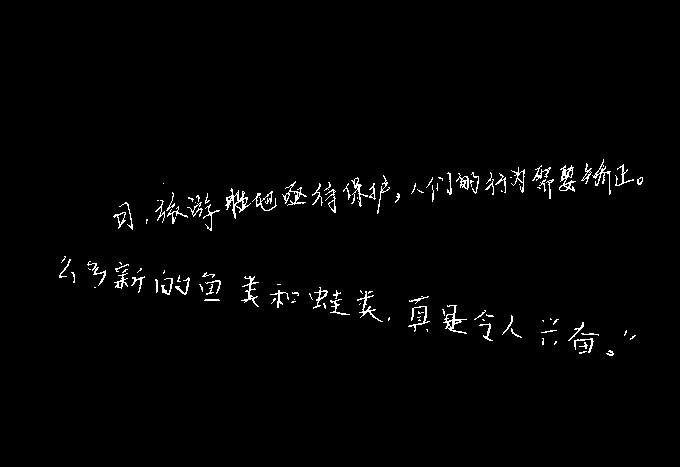 司，旅游胜地亟待保护，人们的行为需要矫正。
么多新的鱼类和蛙类，真是令人兴奋。”